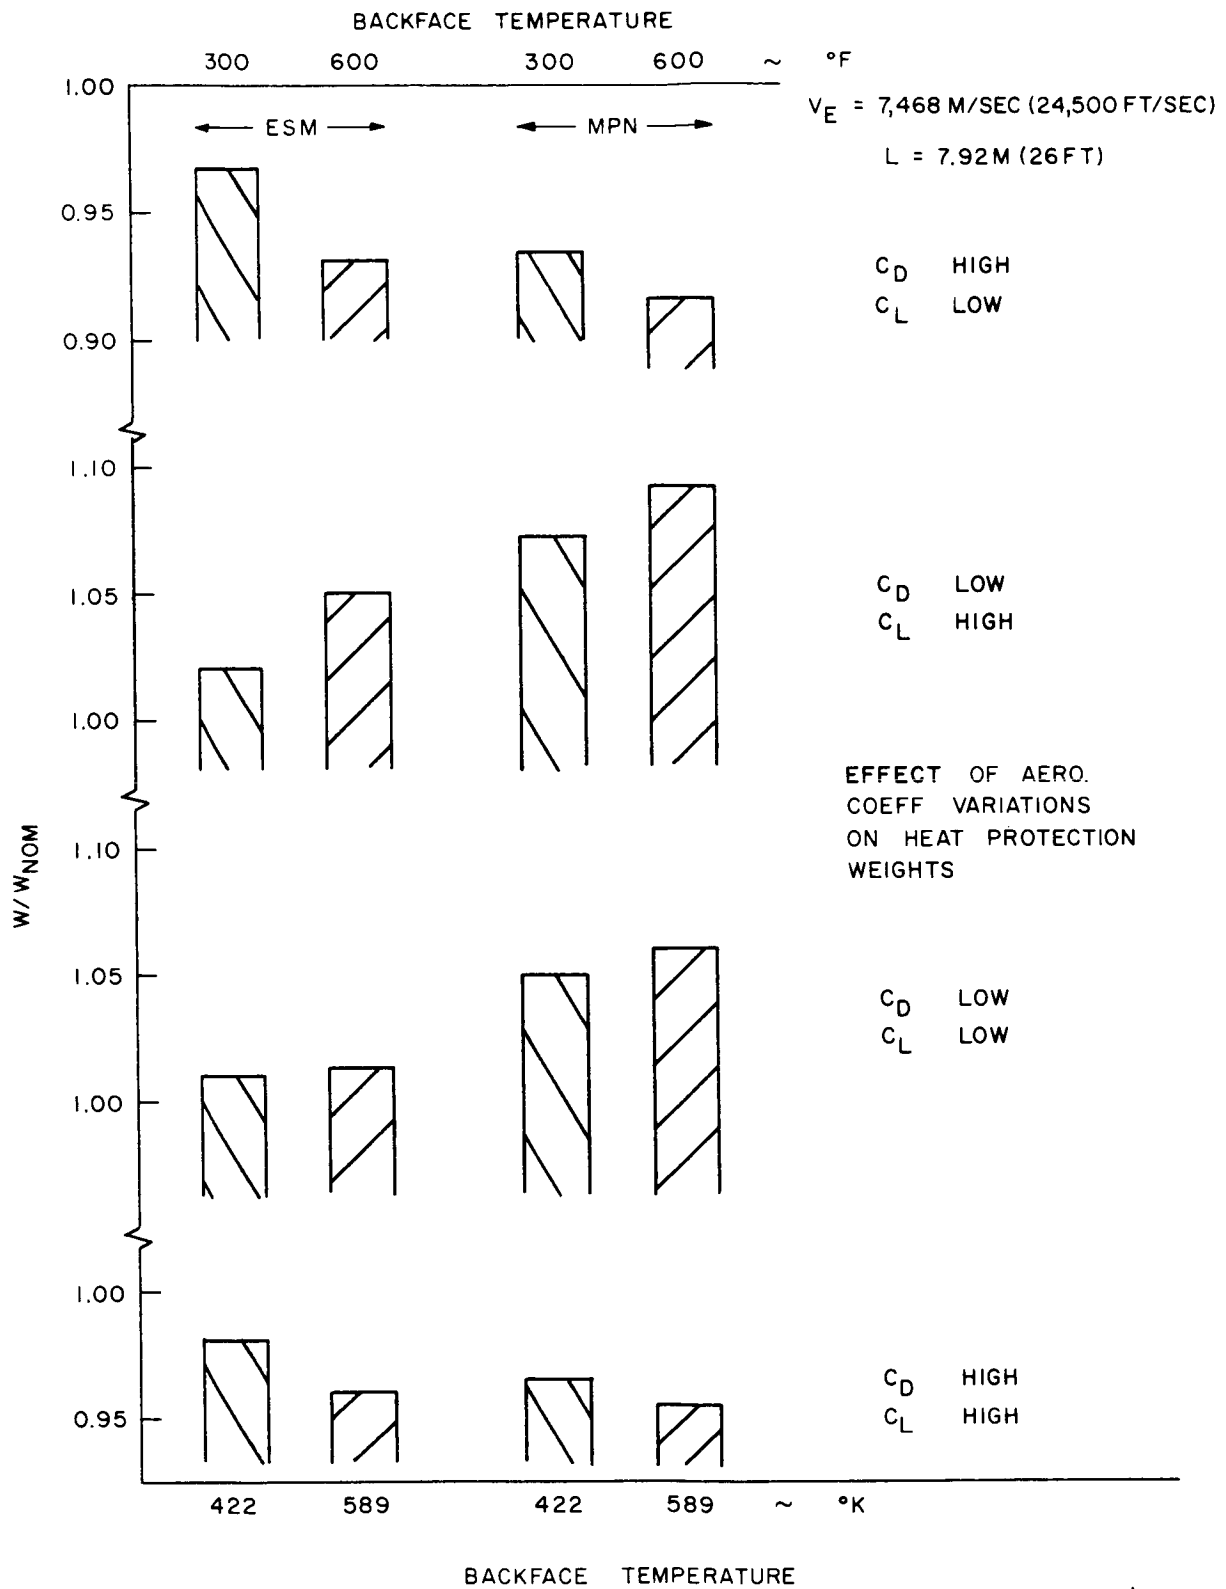 BACKFACE TEMPERATURE
300 600 300 600 ~ °F
1.00
V_E = 7,468 M/SEC (24,500 FT/SEC)
ESM MPN
L = 7.92 M (26 FT)
0.95
C_D HIGH
C_L LOW
0.90
1.10
1.05
C_D LOW
C_L HIGH
1.00
EFFECT OF AERO.
COEFF VARIATIONS
ON HEAT PROTECTION
WEIGHTS
W/W_NOM
1.10
1.05
C_D LOW
C_L LOW
1.00
1.00
C_D HIGH
C_L HIGH
0.95
422 589 422 589 ~ °K
BACKFACE TEMPERATURE